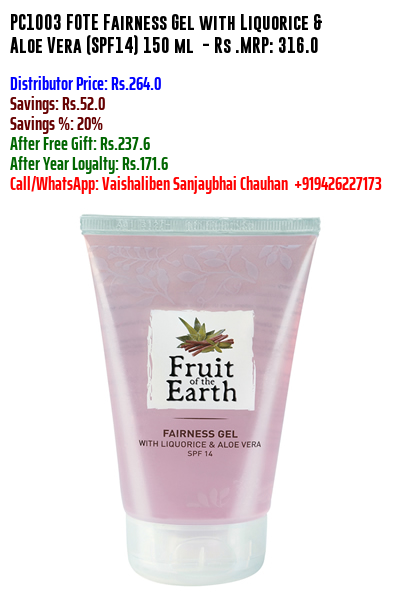 PC1003 FOTE Fairness Gel with Liquorice &
Aloe Vera (SPF14) 150 ml - Rs .MRP: 316.0
Distributor Price: Rs.264.0
Savings: Rs.52.0
Savings %: 20%
After Free Gift: Rs.237.6
After Year Loyalty: Rs.171.6
Call/WhatsApp: Vaishaliben Sanjaybhai Chauhan +919426227173
Fruit
of the
Earth
FAIRNESS GEL
WITH LIQUORICE & ALOE VERA
SPF 14